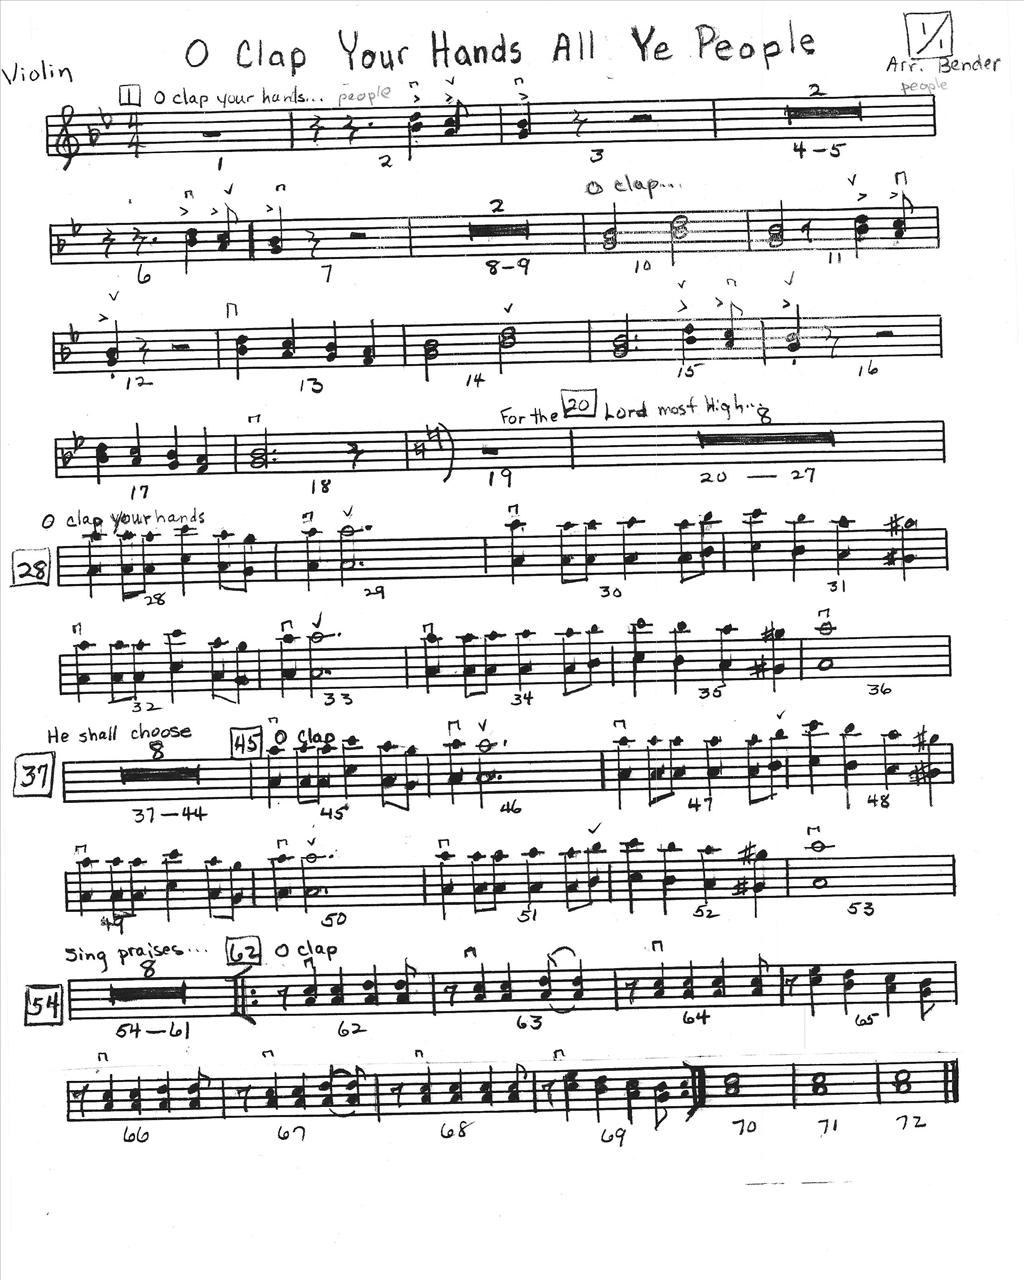 O Clap Your Hands All Ye People
1/1
Violin
Arr. Bender
1 O clap your hands... people
people
2
1 2 3 4-5
O clap...
2
6 7 8-9 10 11
12 13 14 15 16
For the 20 Lord most High...
8
17 18 19 20 — 27
O clap your hands
28
28 29 30 31
32 33 34 35 36
He shall choose 45 O clap
8
37
37-44 45 46 47 48
49 50 51 52 53
Sing praises... 62 O clap
8
54
54-61 62 63 64 65
66 67 68 69 70 71 72